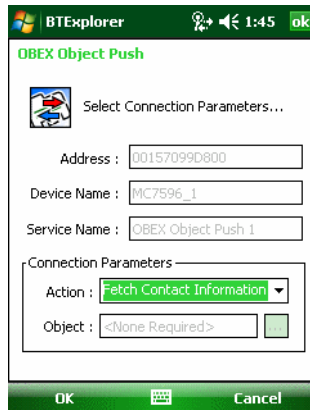 BTExplorer 1:45 ok
OBEX Object Push
Select Connection Parameters...
Address : 00157099D800
Device Name : MC7596_1
Service Name : OBEX Object Push 1
Connection Parameters
Action : Fetch Contact Information
Object : <None Required> ...
OK Cancel